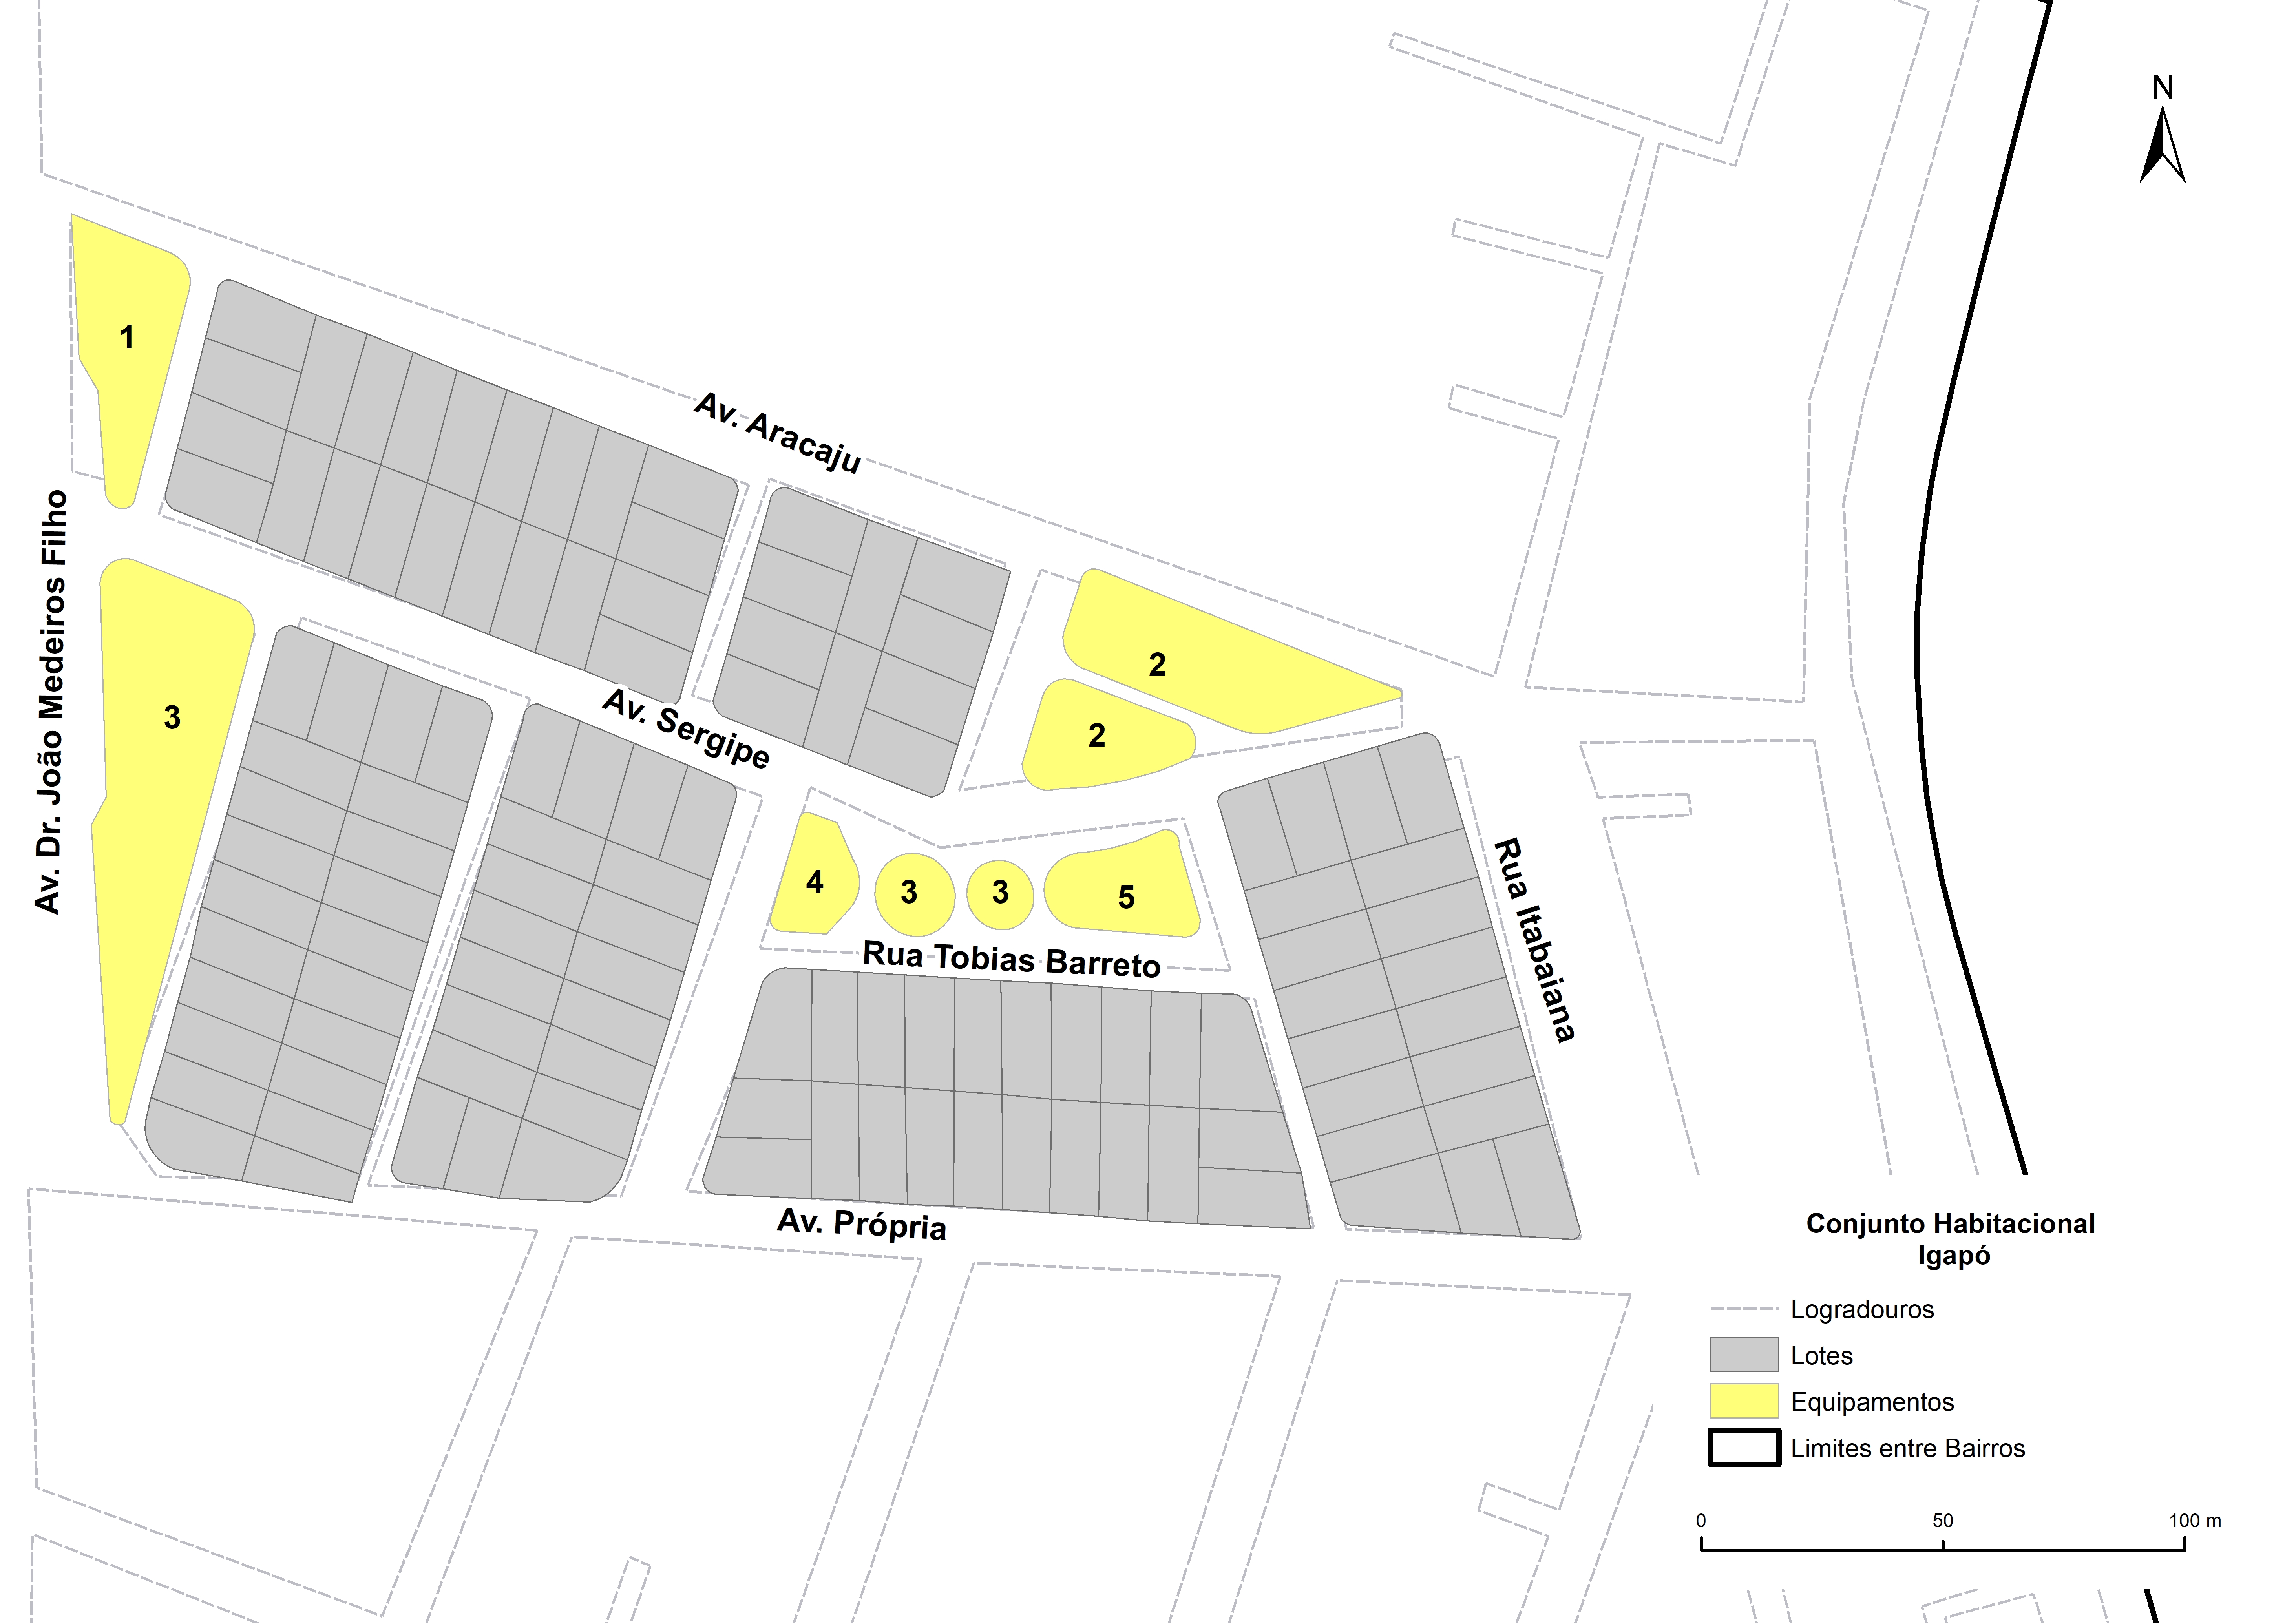 N
1
Av. Aracaju
Av. Dr. João Medeiros Filho
3
2
2
Av. Sergipe
4
3
3
5
Rua Itabaiana
Rua Tobias Barreto
Av. Própria
Conjunto Habitacional
Igapó
Logradouros
Lotes
Equipamentos
Limites entre Bairros
0 50 100 m